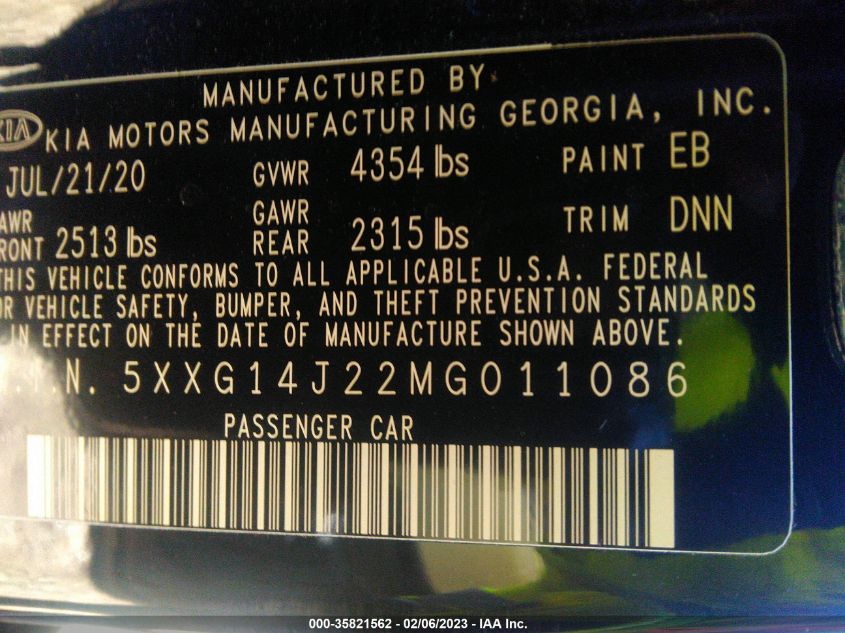 MANUFACTURED BY
KIA KIA MOTORS MANUFACTURING GEORGIA, INC.
JUL/21/20 GVWR 4354 lbs PAINT EB
GAWR FRONT 2513 lbs GAWR REAR 2315 lbs TRIM DNN
THIS VEHICLE CONFORMS TO ALL APPLICABLE U.S.A. FEDERAL
OR VEHICLE SAFETY, BUMPER, AND THEFT PREVENTION STANDARDS
IN EFFECT ON THE DATE OF MANUFACTURE SHOWN ABOVE.
V.I.N. 5XXG14J22MG011086
PASSENGER CAR
000-35821562 - 02/06/2023 - IAA Inc.